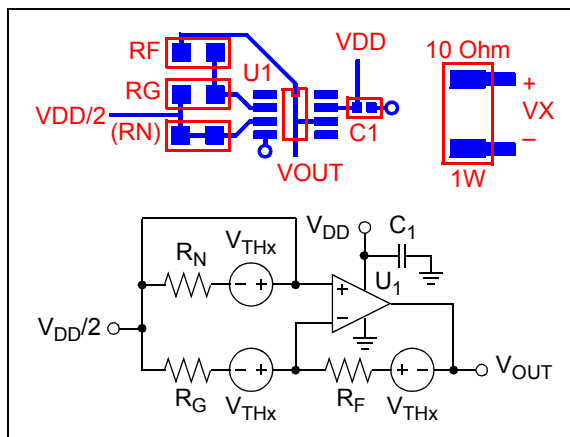 RF
U1
VDD
10 Ohm
RG
+
VX
VDD/2
(RN)
C1
–
VOUT
1W
VTHx
VDD
C1
RN
– +
+
U1
VDD/2
–
– +
+ –
VOUT
RG
VTHx
RF
VTHx